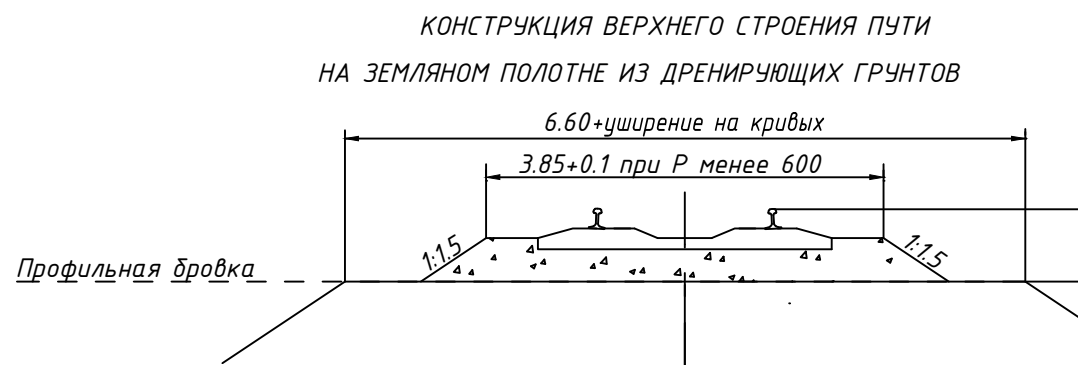 КОНСТРУКЦИЯ ВЕРХНЕГО СТРОЕНИЯ ПУТИ
НА ЗЕМЛЯНОМ ПОЛОТНЕ ИЗ ДРЕНИРУЮЩИХ ГРУНТОВ
6.60+уширение на кривых
3.85+0.1 при Р менее 600
1:1.5
1:1.5
Профильная бровка